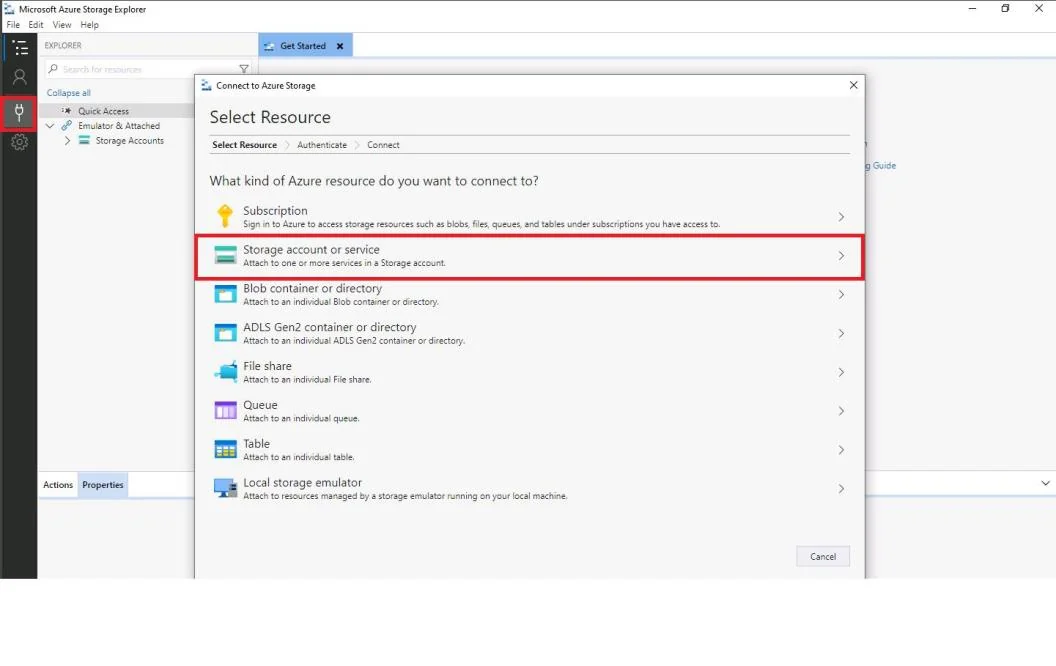 Microsoft Azure Storage Explorer
File Edit View Help
EXPLORER
Search for resources
Collapse all
Quick Access
Emulator & Attached
Storage Accounts
Actions Properties
Get Started
Connect to Azure Storage
Select Resource
Select Resource Authenticate Connect
What kind of Azure resource do you want to connect to?
Subscription
Sign in to Azure to access storage resources such as blobs, files, queues, and tables under subscriptions you have access to.
Storage account or service
Attach to one or more services in a Storage account.
Blob container or directory
Attach to an individual Blob container or directory.
ADLS Gen2 container or directory
Attach to an individual ADLS Gen2 container or directory.
File share
Attach to an individual File share.
Queue
Attach to an individual queue.
Table
Attach to an individual table.
Local storage emulator
Attach to resources managed by a storage emulator running on your local machine.
Cancel
g Guide